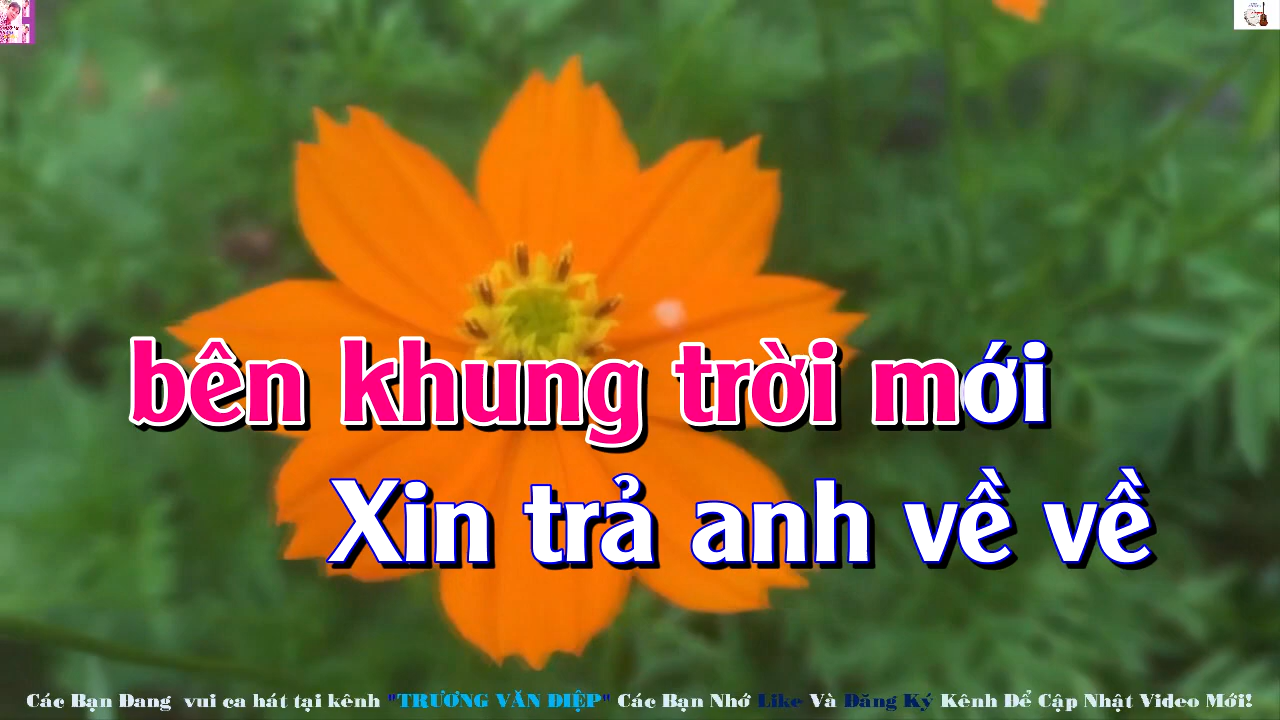 bên khung trời mới
Xin trả anh về về
Các Bạn Đang vui ca hát tại kênh "TRƯƠNG VĂN DIỆP" Các Bạn Nhớ Like Và Đăng Ký Kênh Để Cập Nhật Video Mới!